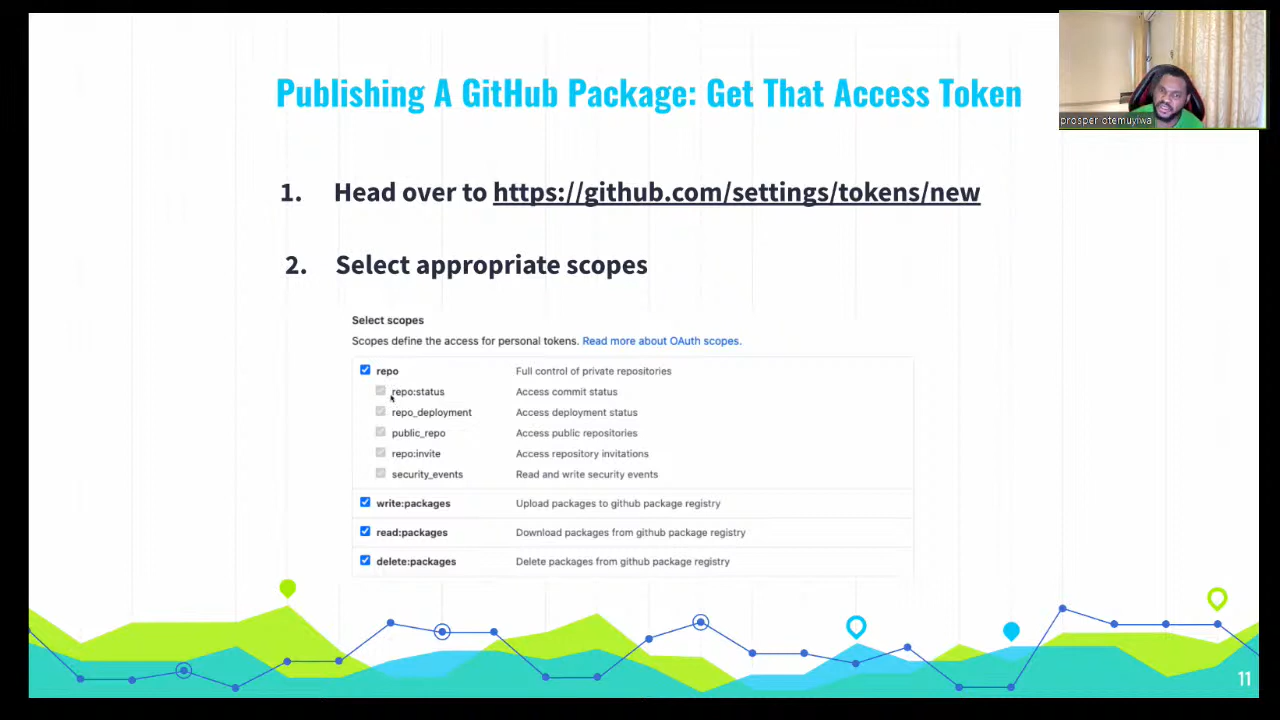 Publishing A GitHub Package: Get That Access Token
prosper otemuyiwa
1. Head over to https://github.com/settings/tokens/new
2. Select appropriate scopes
Select scopes
Scopes define the access for personal tokens. Read more about OAuth scopes.
repo Full control of private repositories
repo:status Access commit status
repo_deployment Access deployment status
public_repo Access public repositories
repo:invite Access repository invitations
security_events Read and write security events
write:packages Upload packages to github package registry
read:packages Download packages from github package registry
delete:packages Delete packages from github package registry
11